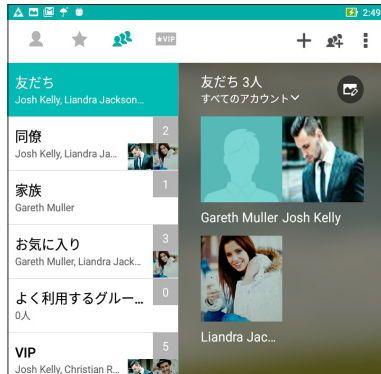 2:49
★VIP
友だち
Josh Kelly, Liandra Jackson...
同僚
2
Josh Kelly, Liandra Ja...
家族
1
Gareth Muller
お気に入り
3
Gareth Muller, Liandra Jack...
よく利用するグルー...
0
0人
VIP
5
Josh Kelly, Christian R...
友だち 3人
すべてのアカウント
Gareth Muller Josh Kelly
Liandra Jac...